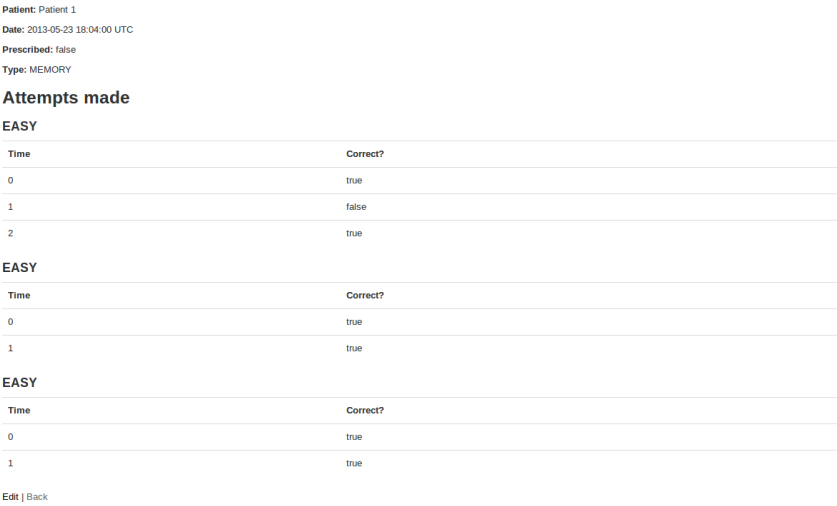 Patient: Patient 1
Date: 2013-05-23 18:04:00 UTC
Prescribed: false
Type: MEMORY
Attempts made
EASY
Time Correct?
0 true
1 false
2 true
EASY
Time Correct?
0 true
1 true
EASY
Time Correct?
0 true
1 true
Edit | Back